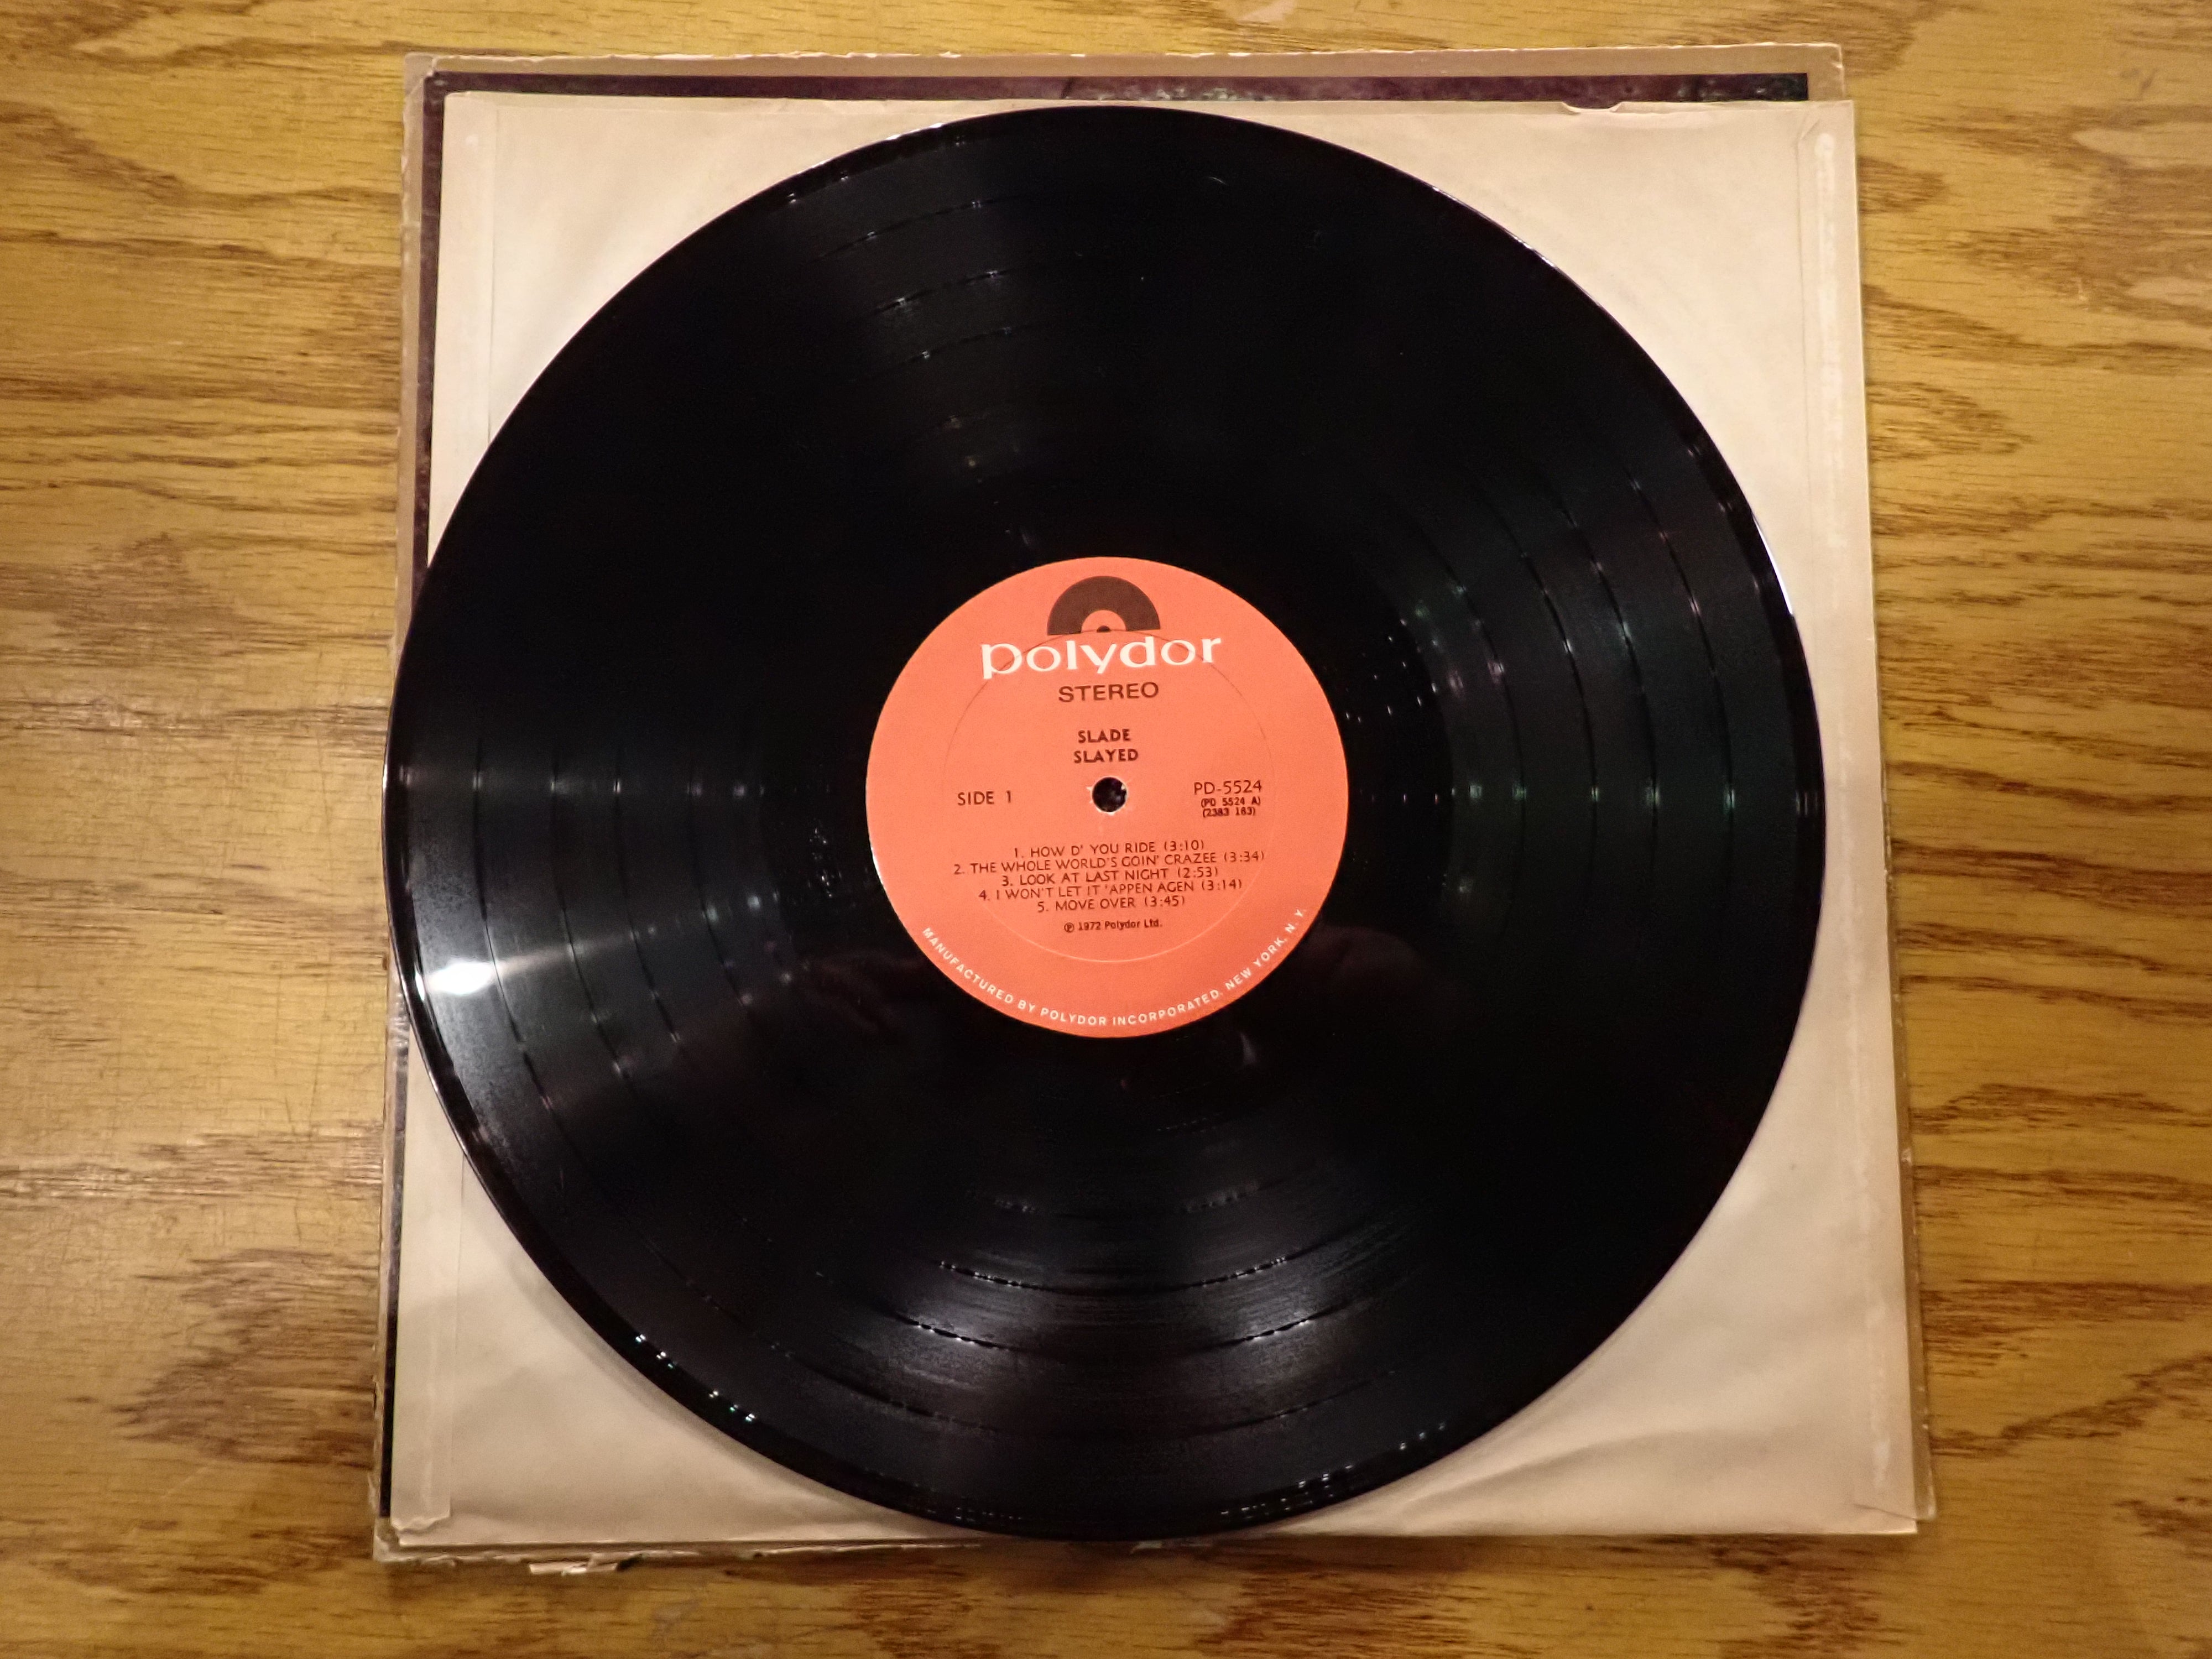 polydor
STEREO
SLADE
SLAYED
SIDE 1
PD-5524
(PD 5524 A)
(2383 163)
1. HOW D' YOU RIDE (3:10)
2. THE WHOLE WORLD'S GOIN' CRAZEE (3:34)
3. LOOK AT LAST NIGHT (2:53)
4. I WON'T LET IT 'APPEN AGEN (3:14)
5. MOVE OVER (3:45)
℗ 1972 Polydor Ltd.
MANUFACTURED BY POLYDOR INCORPORATED, NEW YORK, N. Y.